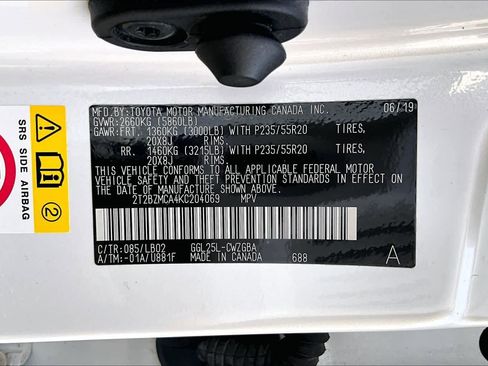 MFD.BY:TOYOTA MOTOR MANUFACTURING CANADA INC. 06/19
GVWR:2660KG (5860LB)
GAWR:FRT. 1360KG (3000LB) WITH P235/55R20 TIRES,
20X8J RIMS
RR. 1460KG (3215LB) WITH P235/55R20 TIRES,
20X8J RIMS
THIS VEHICLE CONFORMS TO ALL APPLICABLE FEDERAL MOTOR
VEHICLE SAFETY AND THEFT PREVENTION STANDARDS IN EFFECT ON THE
DATE OF MANUFACTURE SHOWN ABOVE.
2T2BZMCA4KC204069 MPV
C/TR:085/LB02 GGL25L-CWZGBA
A/TM:-01A/U881F MADE IN CANADA 688 A
SRS SIDE AIRBAG
2